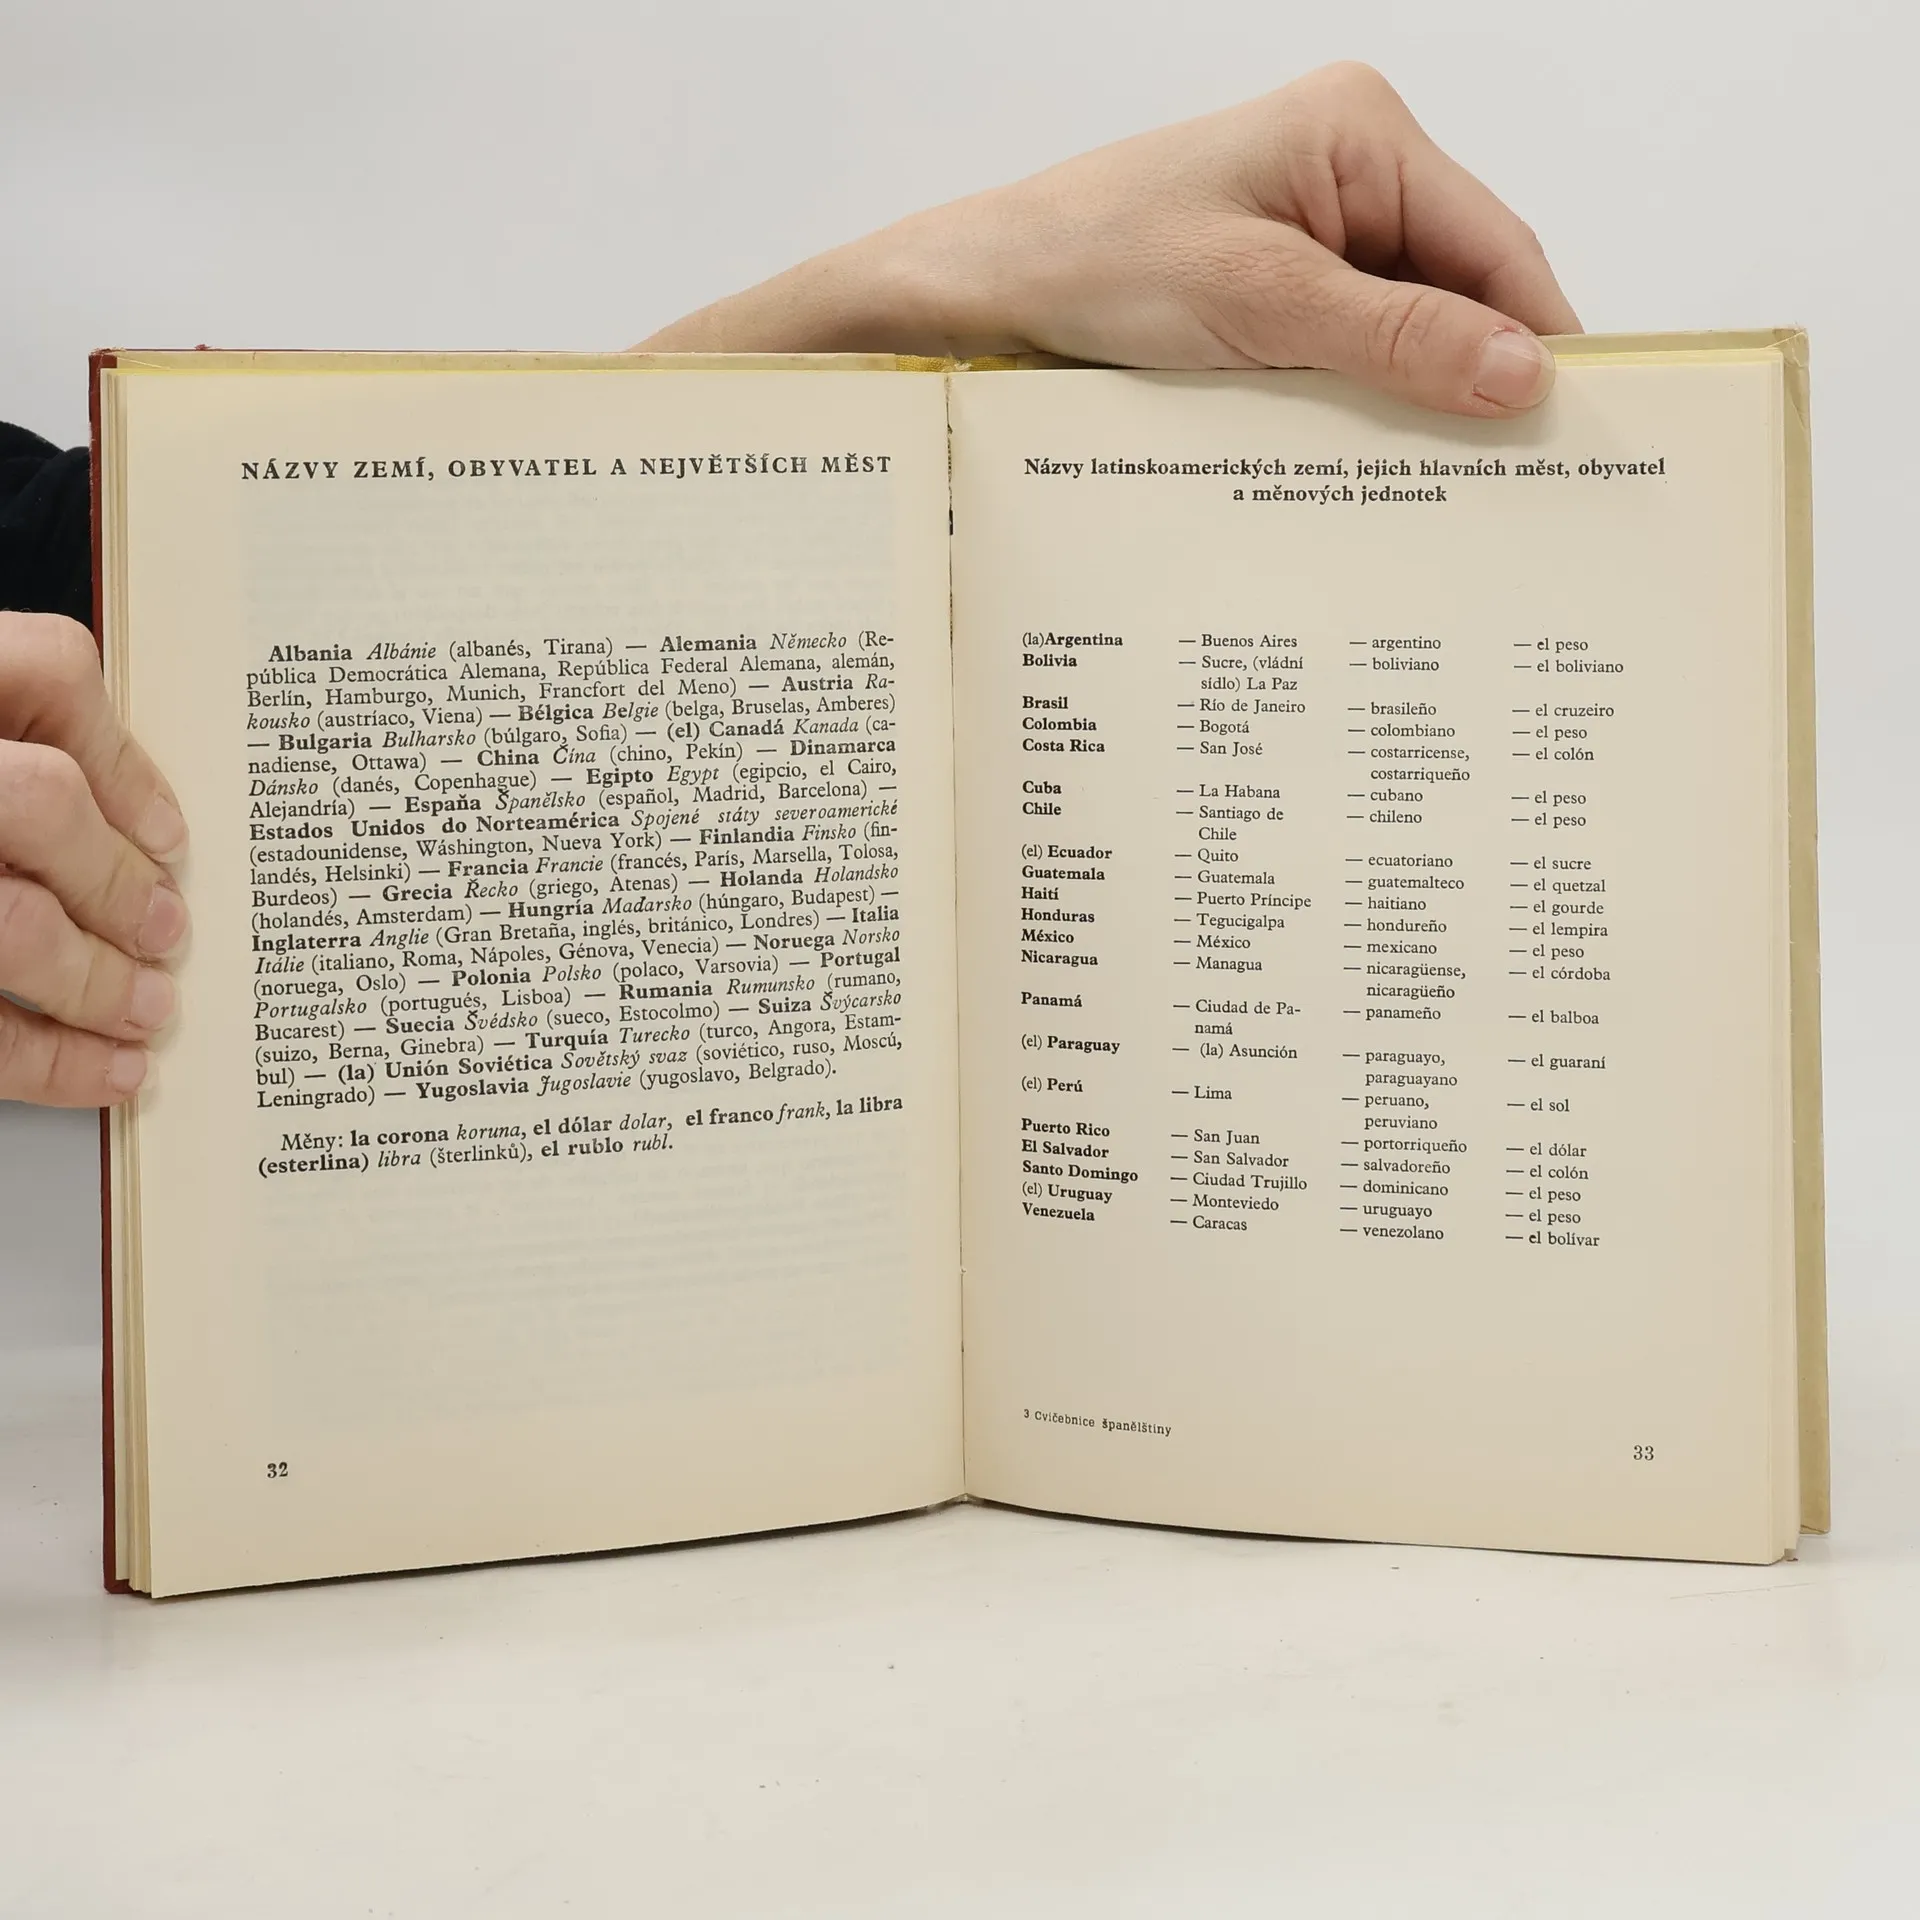 NÁZVY ZEMÍ, OBYVATEL A NEJVĚTŠÍCH MĚST
Albania Albánie (albanés, Tirana) — Alemania Německo (Re-
pública Democrática Alemana, República Federal Alemana, alemán,
Berlín, Hamburgo, Munich, Francfort del Meno) — Austria Ra-
kousko (austríaco, Viena) — Bélgica Belgie (belga, Bruselas, Amberes)
— Bulgaria Bulharsko (búlgaro, Sofia) — (el) Canadá Kanada (ca-
nadiense, Ottawa) — China Čína (chino, Pekín) — Dinamarca
Dánsko (danés, Copenhague) — Egipto Egypt (egipcio, el Cairo,
Alejandría) — España Španělsko (español, Madrid, Barcelona) —
Estados Unidos do Norteamérica Spojené státy severoamerické
(estadounidense, Wáshington, Nueva York) — Finlandia Finsko (fin-
landés, Helsinki) — Francia Francie (francés, París, Marsella, Tolosa,
Burdeos) — Grecia Řecko (griego, Atenas) — Holanda Holandsko
(holandés, Amsterdam) — Hungría Maďarsko (húngaro, Budapest) —
Inglaterra Anglie (Gran Bretaña, inglés, británico, Londres) — Italia
Itálie (italiano, Roma, Nápoles, Génova, Venecia) — Noruega Norsko
(noruega, Oslo) — Polonia Polsko (polaco, Varsovia) — Portugal
Portugalsko (portugués, Lisboa) — Rumania Rumunsko (rumano,
Bucarest) — Suecia Švédsko (sueco, Estocolmo) — Suiza Švýcarsko
(suizo, Berna, Ginebra) — Turquía Turecko (turco, Angora, Estam-
bul) — (la) Unión Soviética Sovětský svaz (soviético, ruso, Moscú,
Leningrado) — Yugoslavia Jugoslavie (yugoslavo, Belgrado).
Měny: la corona koruna, el dólar dolar, el franco frank, la libra
(esterlina) libra (šterlinků), el rublo rubl.
32
Názvy latinskoamerických zemí, jejich hlavních měst, obyvatel
a měnových jednotek
(la)Argentina — Buenos Aires — argentino — el peso
Bolivia — Sucre, (vládní — boliviano — el boliviano
sídlo) La Paz
Brasil — Río de Janeiro — brasileño — el cruzeiro
Colombia — Bogotá — colombiano — el peso
Costa Rica — San José — costarricense, — el colón
costarriqueño
Cuba — La Habana — cubano — el peso
Chile — Santiago de — chileno — el peso
Chile
(el) Ecuador — Quito — ecuatoriano — el sucre
Guatemala — Guatemala — guatemalteco — el quetzal
Haití — Puerto Príncipe — haitiano — el gourde
Honduras — Tegucigalpa — hondureño — el lempira
México — México — mexicano — el peso
Nicaragua — Managua — nicaragüense, — el córdoba
nicaragüeño
Panamá — Ciudad de Pa- — panameño — el balboa
namá
(el) Paraguay — (la) Asunción — paraguayo, — el guaraní
paraguayano
(el) Perú — Lima — peruano, — el sol
peruviano
Puerto Rico — San Juan — portorriqueño — el dólar
El Salvador — San Salvador — salvadoreño — el colón
Santo Domingo — Ciudad Trujillo — dominicano — el peso
(el) Uruguay — Monteviedo — uruguayo — el peso
Venezuela — Caracas — venezolano — el bolívar
3 Cvičebnice španělštiny
33